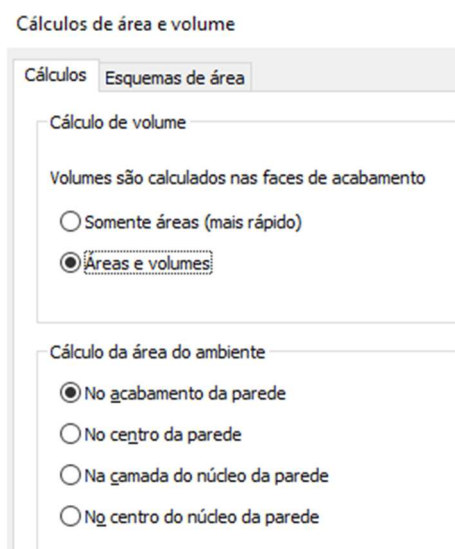 Cálculos de área e volume
Cálculos
Esquemas de área
Cálculo de volume
Volumes são calculados nas faces de acabamento
Somente áreas (mais rápido)
Áreas e volumes
Cálculo da área do ambiente
No acabamento da parede
No centro da parede
Na camada do núcleo da parede
No centro do núcleo da parede